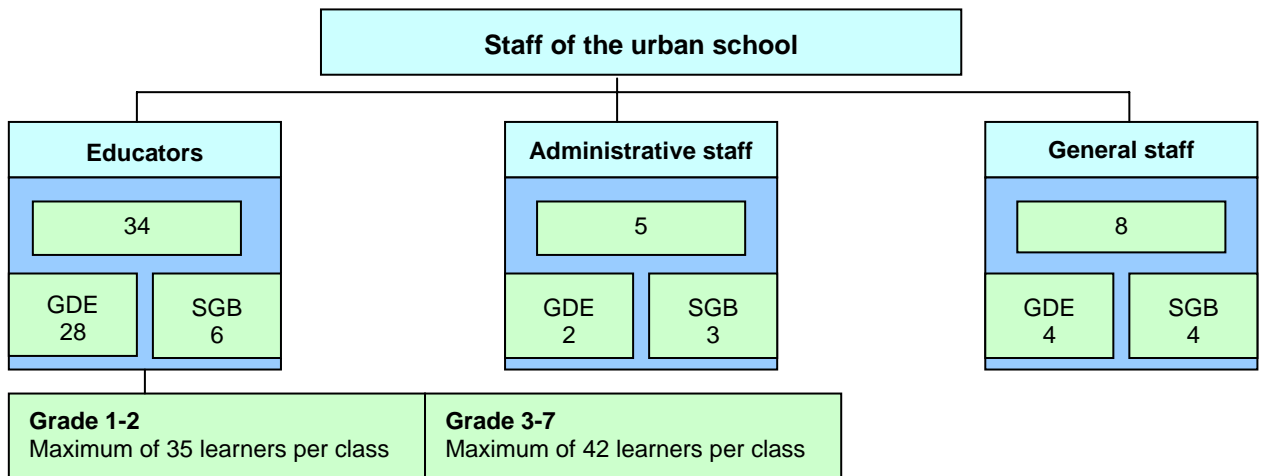 Staff of the urban school
Educators
34
GDE
28
SGB
6
Administrative staff
5
GDE
2
SGB
3
General staff
8
GDE
4
SGB
4
Grade 1-2
Maximum of 35 learners per class
Grade 3-7
Maximum of 42 learners per class